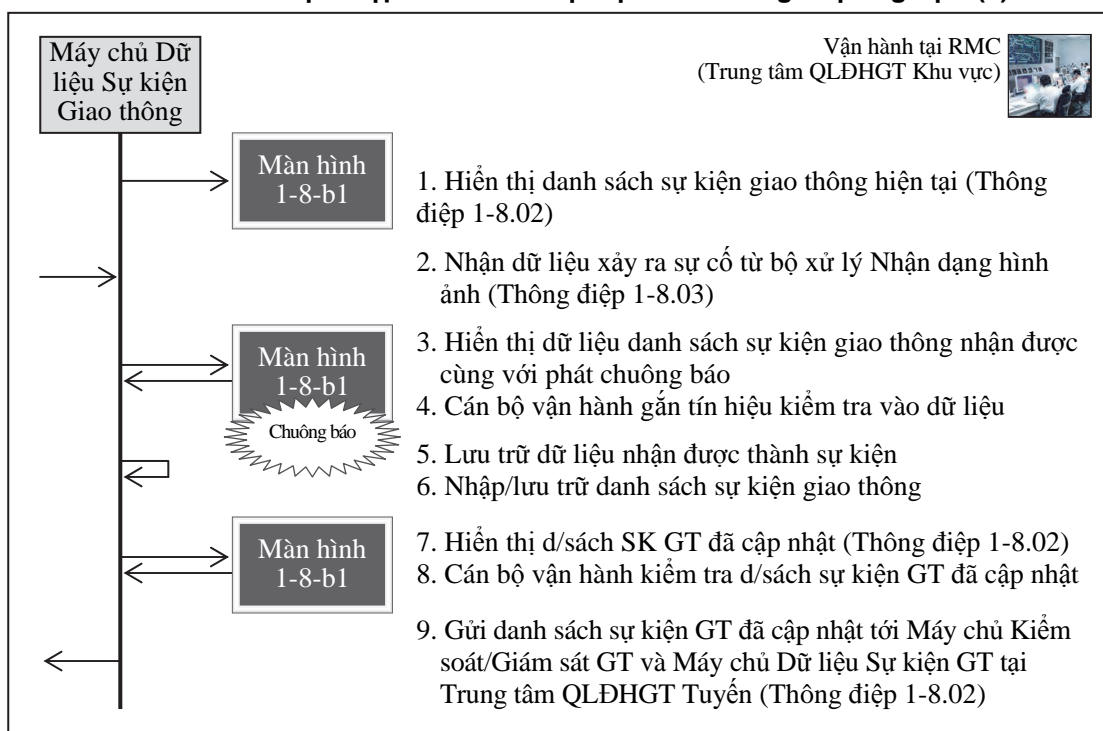 Máy chủ Dữ
liệu Sự kiện
Giao thông
Vận hành tại RMC
(Trung tâm QLĐHGT Khu vực)
Màn hình
1-8-b1
1. Hiển thị danh sách sự kiện giao thông hiện tại (Thông
điệp 1-8.02)
2. Nhận dữ liệu xảy ra sự cố từ bộ xử lý Nhận dạng hình
ảnh (Thông điệp 1-8.03)
Màn hình
1-8-b1
Chuông báo
3. Hiển thị dữ liệu danh sách sự kiện giao thông nhận được
cùng với phát chuông báo
4. Cán bộ vận hành gắn tín hiệu kiểm tra vào dữ liệu
5. Lưu trữ dữ liệu nhận được thành sự kiện
6. Nhập/lưu trữ danh sách sự kiện giao thông
Màn hình
1-8-b1
7. Hiển thị d/sách SK GT đã cập nhật (Thông điệp 1-8.02)
8. Cán bộ vận hành kiểm tra d/sách sự kiện GT đã cập nhật
9. Gửi danh sách sự kiện GT đã cập nhật tới Máy chủ Kiểm
soát/Giám sát GT và Máy chủ Dữ liệu Sự kiện GT tại
Trung tâm QLĐHGT Tuyến (Thông điệp 1-8.02)